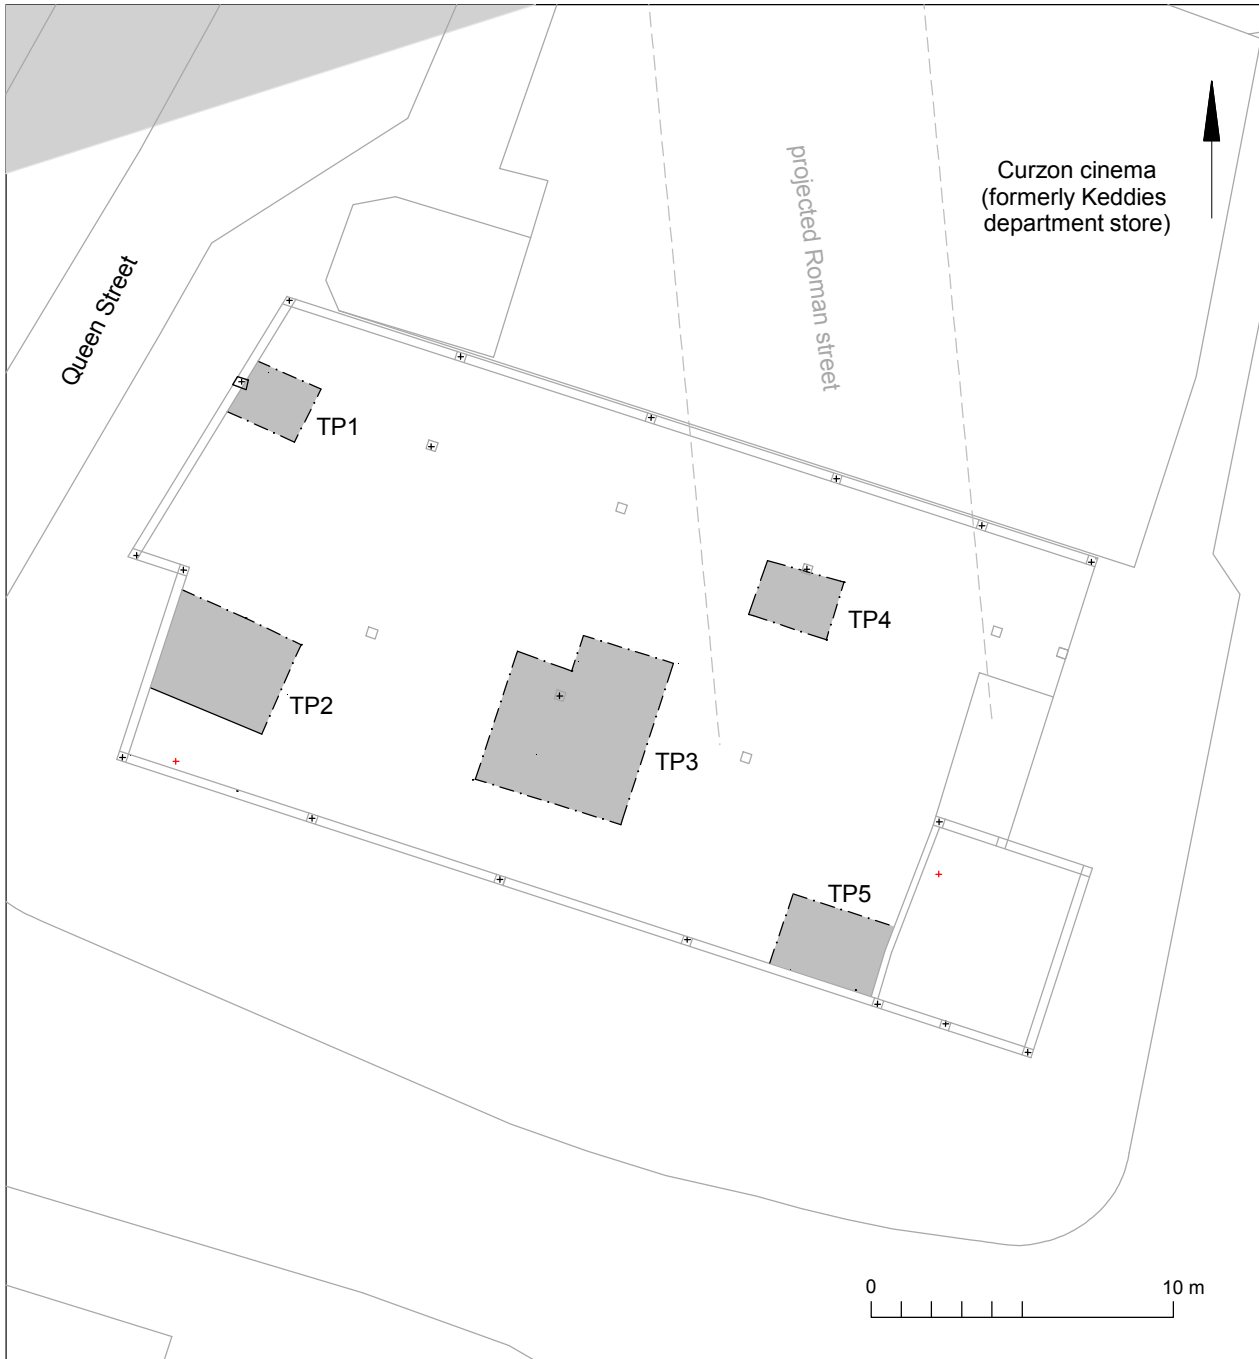 Curzon cinema
(formerly Keddies
department store)
projected Roman street
Queen Street
TP1
TP4
TP2
TP3
TP5
0
10 m